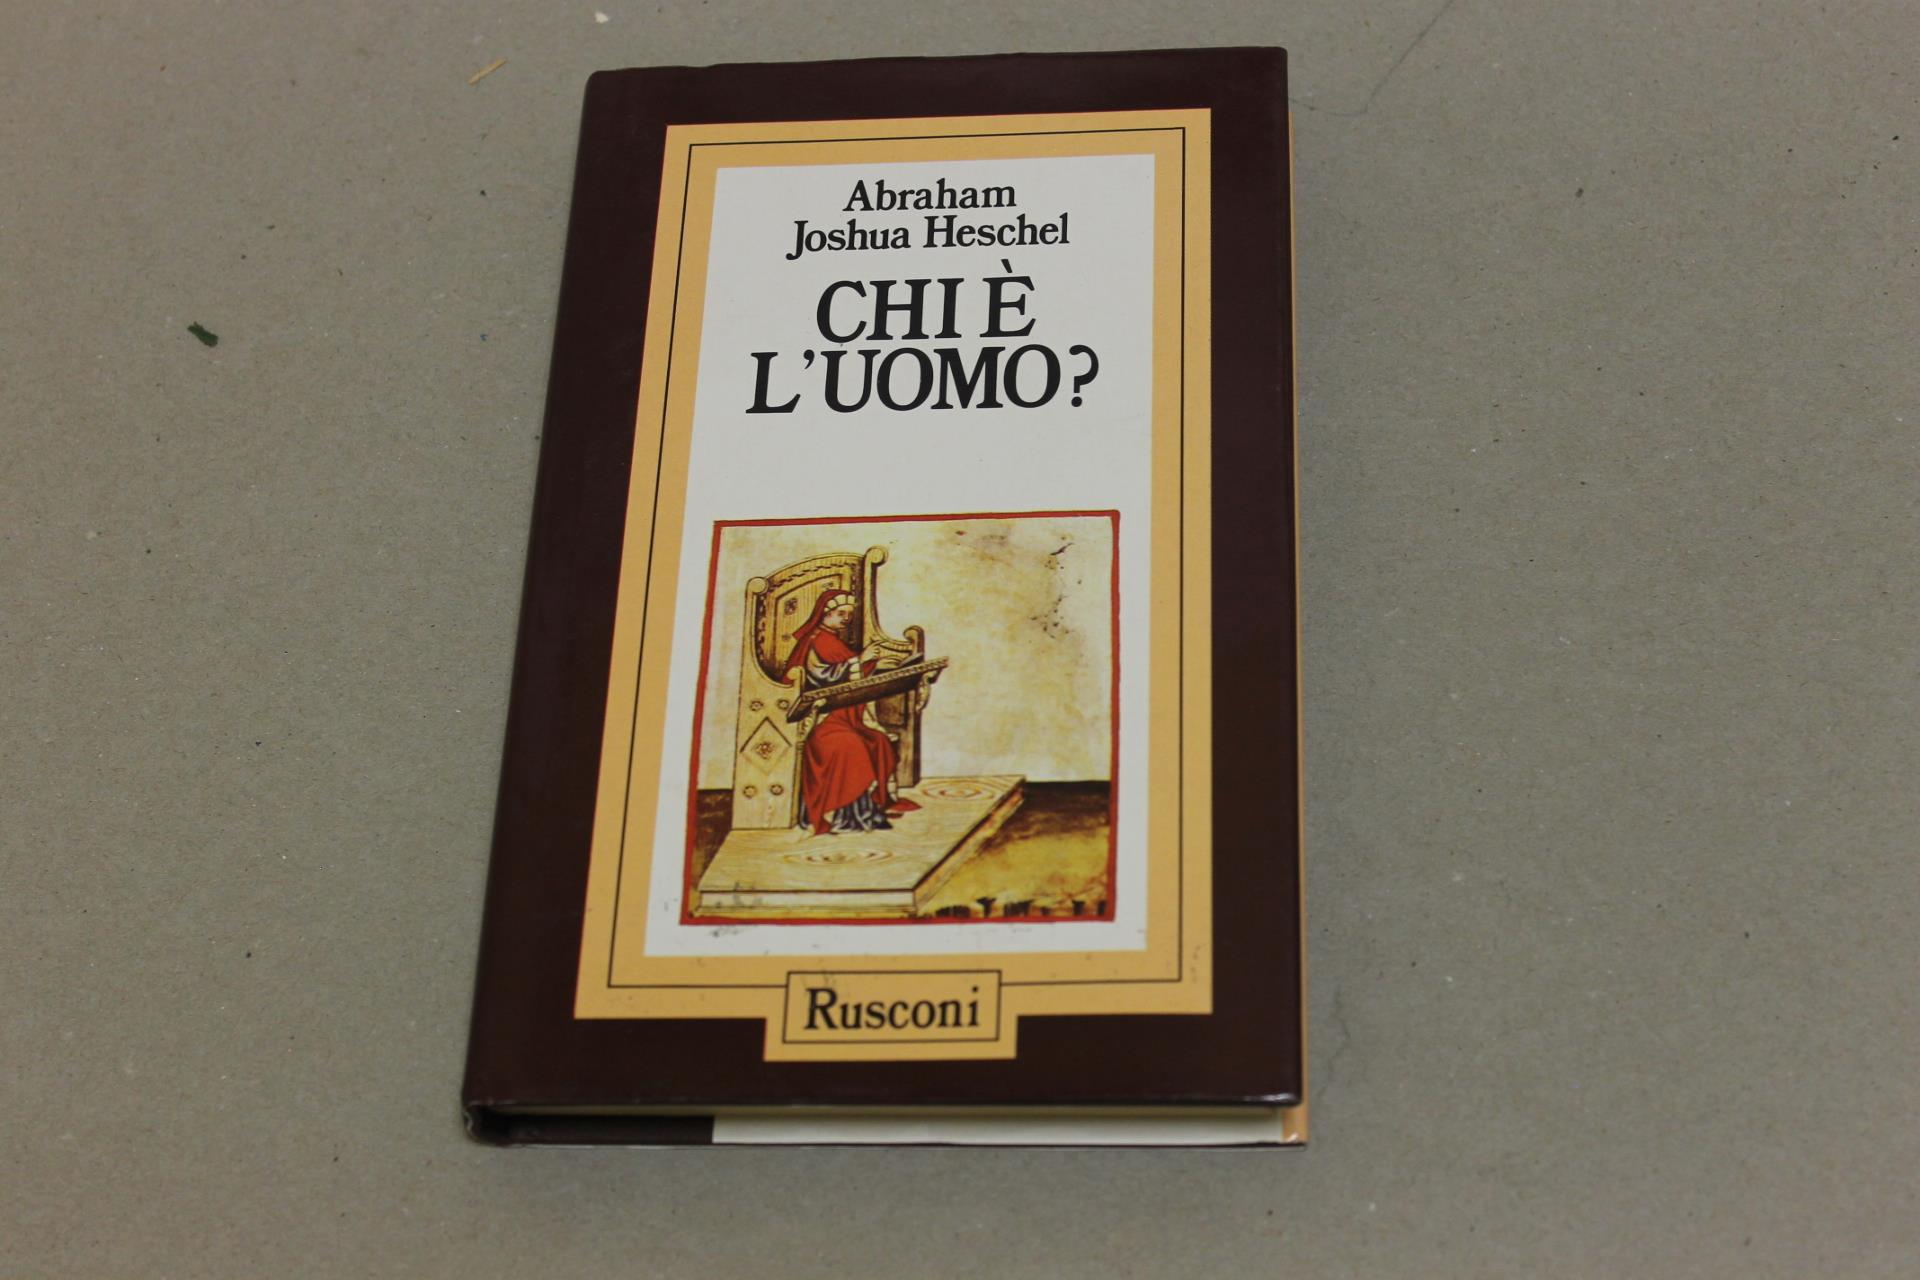 Abraham
Joshua Heschel
CHI È
L'UOMO?
Rusconi